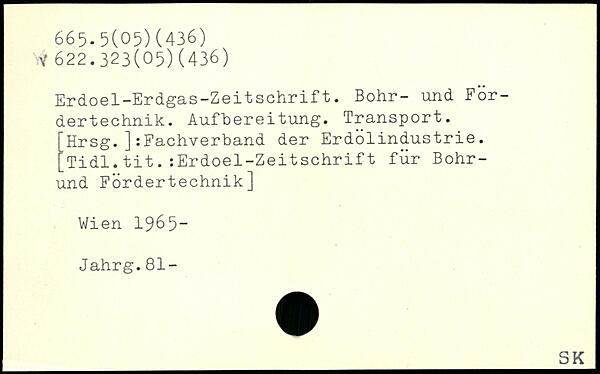 665.5(05)(436)
622.323(05)(436)
Erdoel-Erdgas-Zeitschrift. Bohr- und För-
dertechnik. Aufbereitung. Transport.
[Hrsg.]:Fachverband der Erdölindustrie.
[Tidl.tit.:Erdoel-Zeitschrift für Bohr-
und Fördertechnik]
Wien 1965-
Jahrg.81-
SK